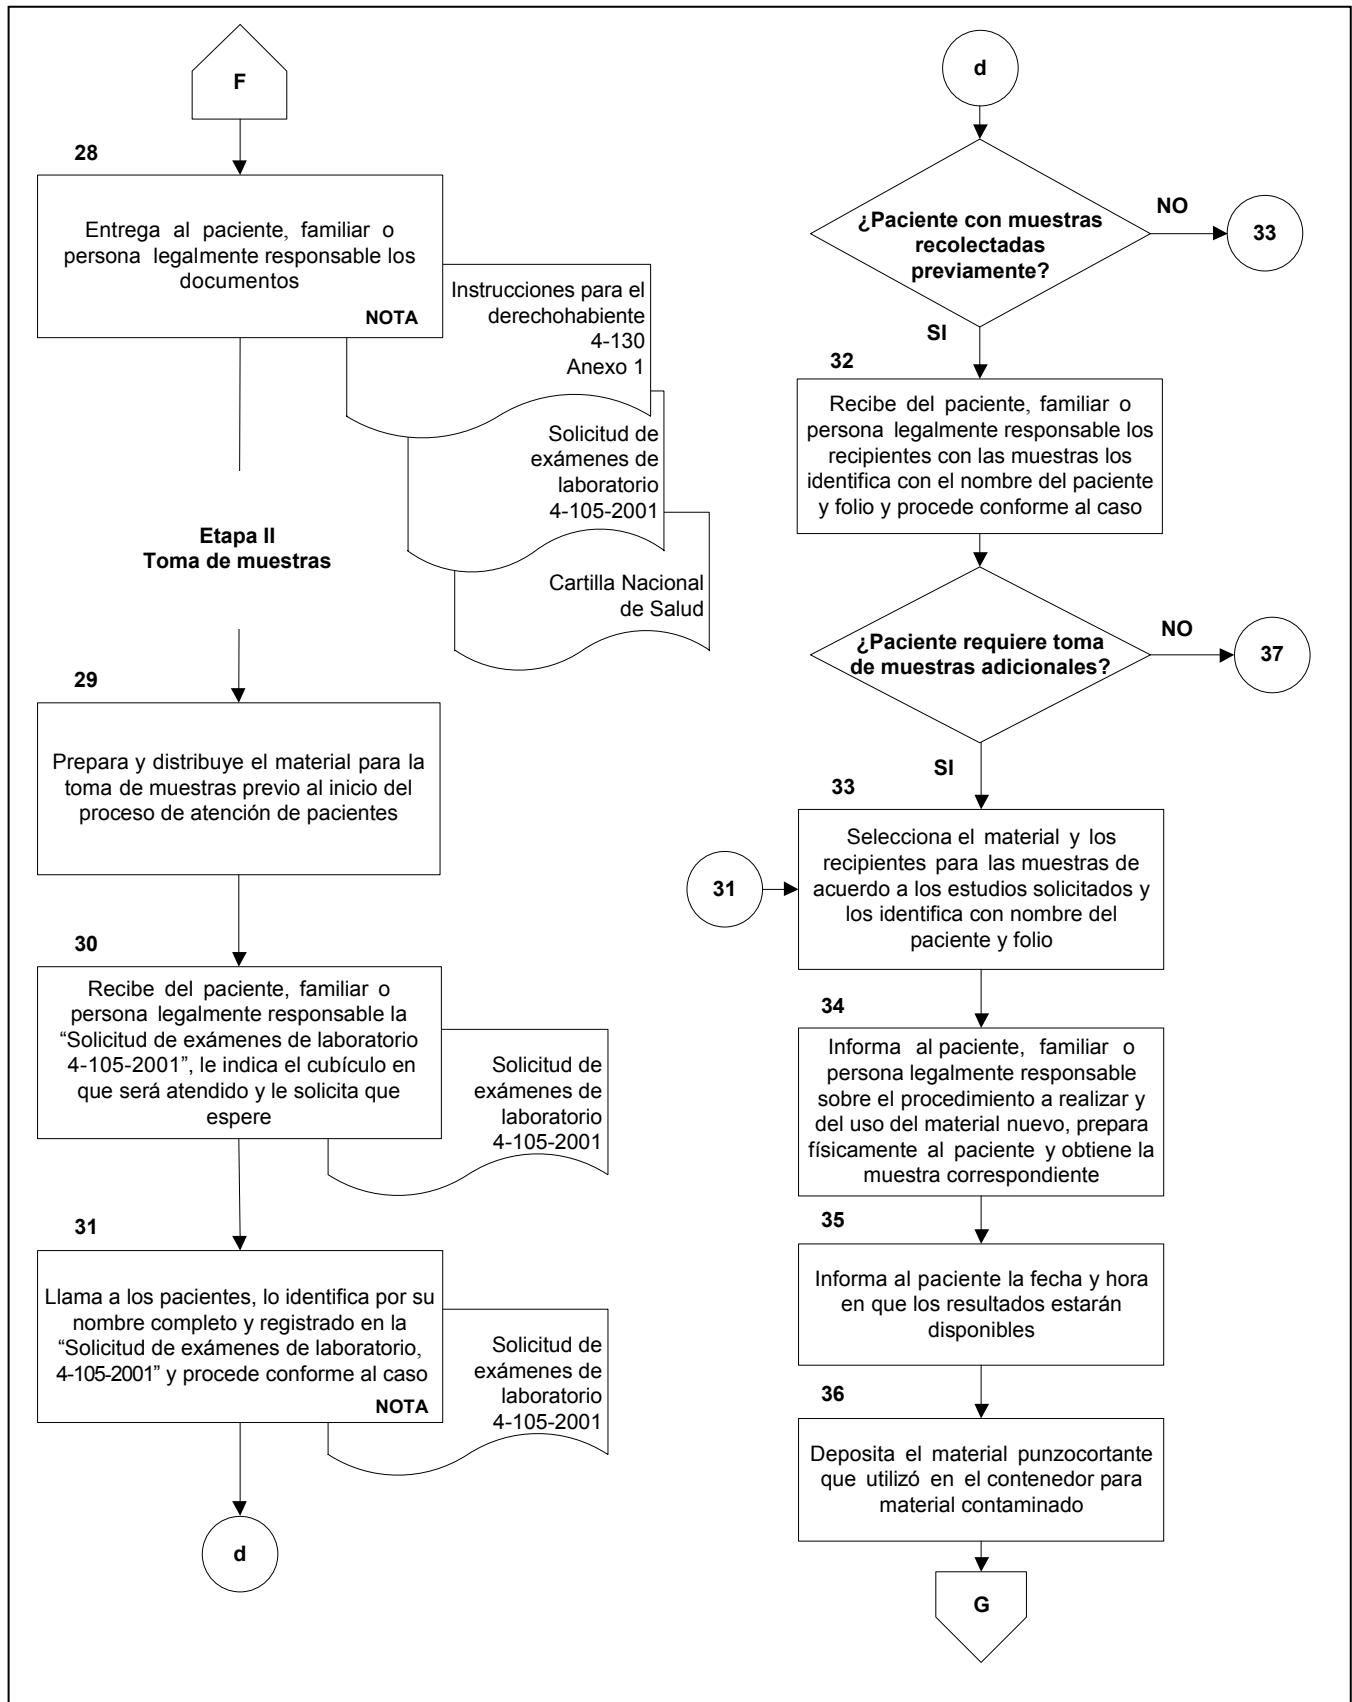 F
28
Entrega al paciente, familiar o
persona legalmente responsable los
documentos
NOTA
Instrucciones para el
derechohabiente
4-130
Anexo 1
Solicitud de
exámenes de
laboratorio
4-105-2001
Cartilla Nacional
de Salud
Etapa II
Toma de muestras
29
Prepara y distribuye el material para la
toma de muestras previo al inicio del
proceso de atención de pacientes
30
Recibe del paciente, familiar o
persona legalmente responsable la
“Solicitud de exámenes de laboratorio
4-105-2001”, le indica el cubículo en
que será atendido y le solicita que
espere
Solicitud de
exámenes de
laboratorio
4-105-2001
31
Llama a los pacientes, lo identifica por su
nombre completo y registrado en la
“Solicitud de exámenes de laboratorio,
4-105-2001” y procede conforme al caso
NOTA
Solicitud de
exámenes de
laboratorio
4-105-2001
d
d
¿Paciente con muestras
recolectadas
previamente?
NO
33
SI
32
Recibe del paciente, familiar o
persona legalmente responsable los
recipientes con las muestras los
identifica con el nombre del paciente
y folio y procede conforme al caso
¿Paciente requiere toma
de muestras adicionales?
NO
37
SI
33
Selecciona el material y los
recipientes para las muestras de
acuerdo a los estudios solicitados y
los identifica con nombre del
paciente y folio
31
34
Informa al paciente, familiar o
persona legalmente responsable
sobre el procedimiento a realizar y
del uso del material nuevo, prepara
físicamente al paciente y obtiene la
muestra correspondiente
35
Informa al paciente la fecha y hora
en que los resultados estarán
disponibles
36
Deposita el material punzocortante
que utilizó en el contenedor para
material contaminado
G